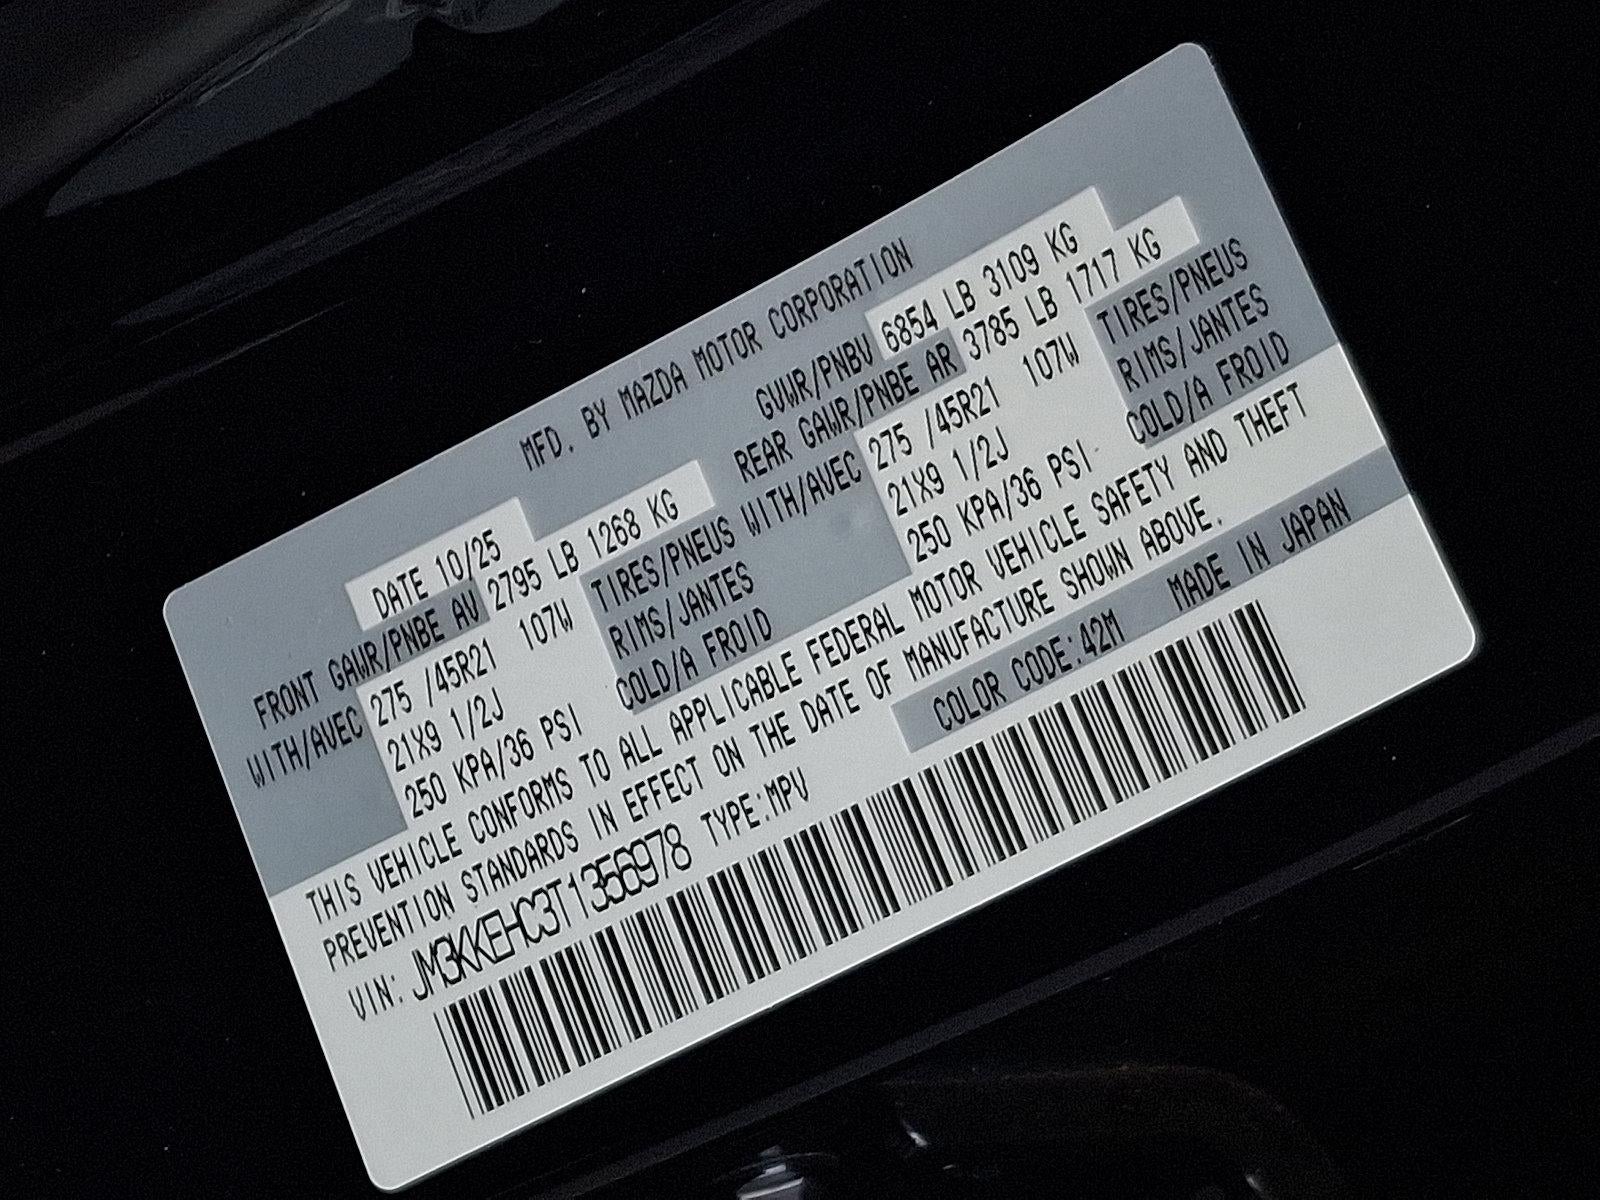 MFD. BY MAZDA MOTOR CORPORATION
DATE 10/25 GVWR/PNBV 6854 LB 3109 KG
FRONT GAWR/PNBE AV 2795 LB 1268 KG REAR GAWR/PNBE AR 3785 LB 1717 KG
WITH/AVEC 275 /45R21 107W TIRES/PNEUS WITH/AVEC 275 /45R21 107W TIRES/PNEUS
21X9 1/2J RIMS/JANTES 21X9 1/2J RIMS/JANTES
250 KPA/36 PSI COLD/A FROID 250 KPA/36 PSI COLD/A FROID
THIS VEHICLE CONFORMS TO ALL APPLICABLE FEDERAL MOTOR VEHICLE SAFETY AND THEFT
PREVENTION STANDARDS IN EFFECT ON THE DATE OF MANUFACTURE SHOWN ABOVE.
VIN: JM3KKEHC3T1356978 TYPE:MPV COLOR CODE:42M MADE IN JAPAN